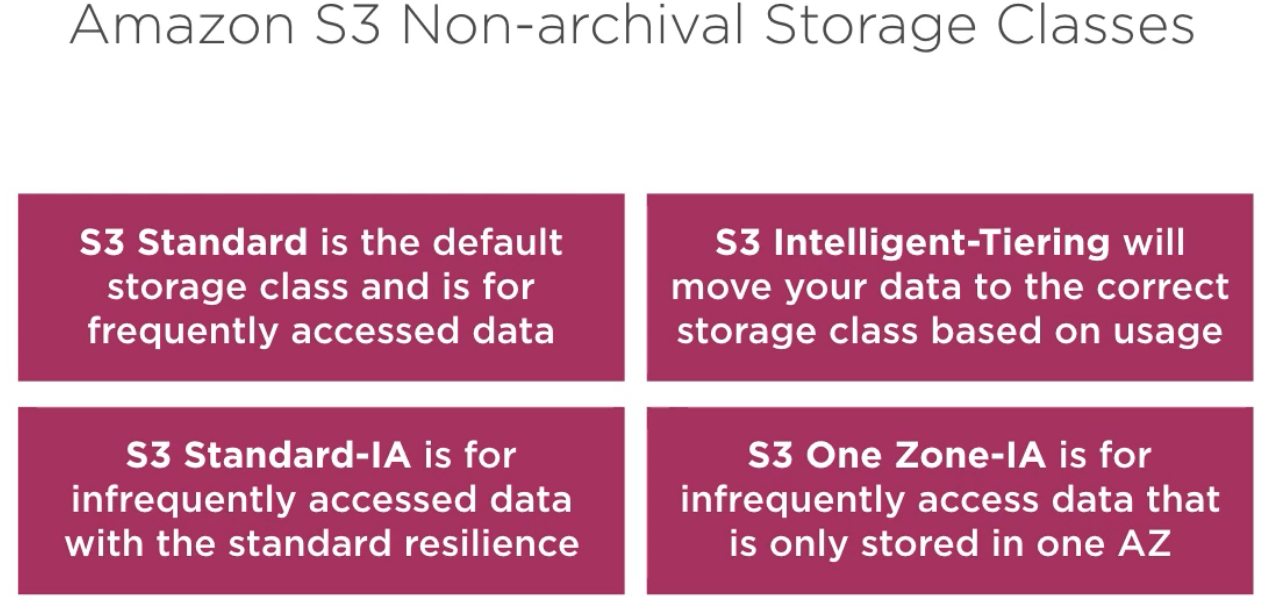 Amazon S3 Non-archival Storage Classes
S3 Standard is the default
storage class and is for
frequently accessed data
S3 Intelligent-Tiering will
move your data to the correct
storage class based on usage
S3 Standard-IA is for
infrequently accessed data
with the standard resilience
S3 One Zone-IA is for
infrequently access data that
is only stored in one AZ